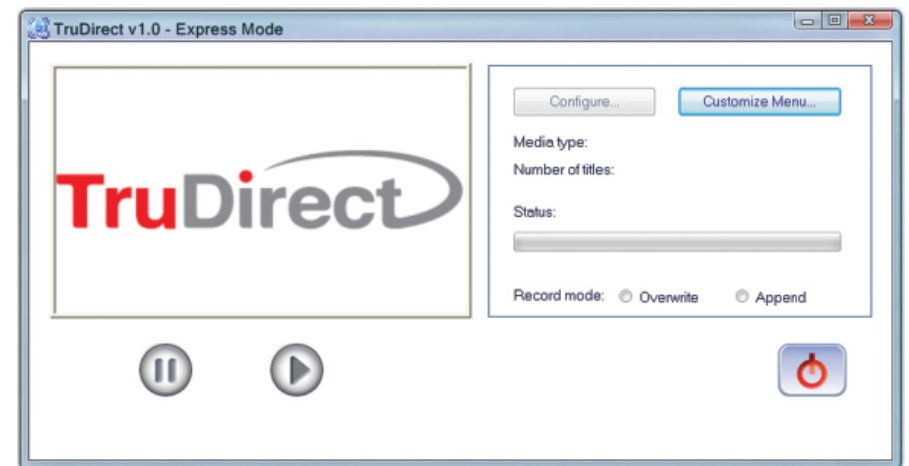 TruDirect v1.0 - Express Mode
TruDirect
Configure... Customize Menu...
Media type:
Number of titles:
Status:
Record mode: Overwrite Append